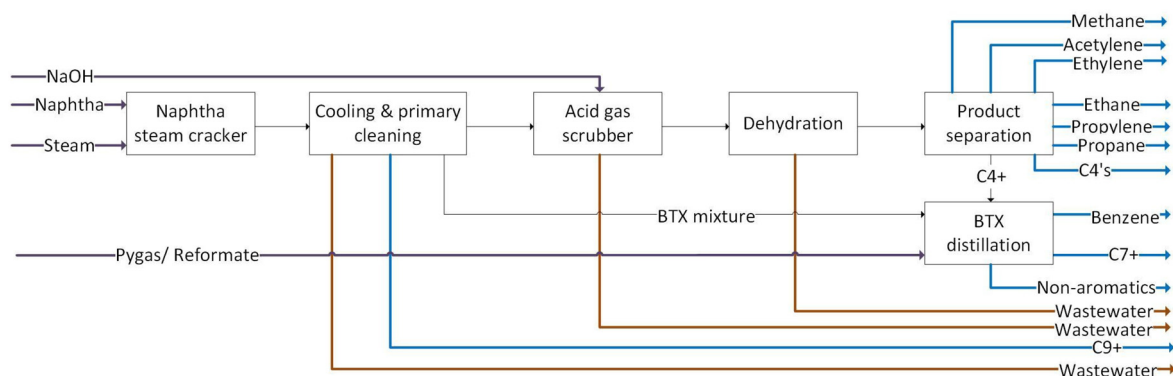 Methane
Acetylene
Ethylene
NaOH
Naphtha
Steam
Naphtha
steam cracker
Cooling & primary
cleaning
Acid gas
scrubber
Dehydration
Product
separation
Ethane
Propylene
Propane
C4's
C4+
BTX mixture
BTX
distillation
Benzene
Pygas/ Reformate
C7+
Non-aromatics
Wastewater
Wastewater
C9+
Wastewater